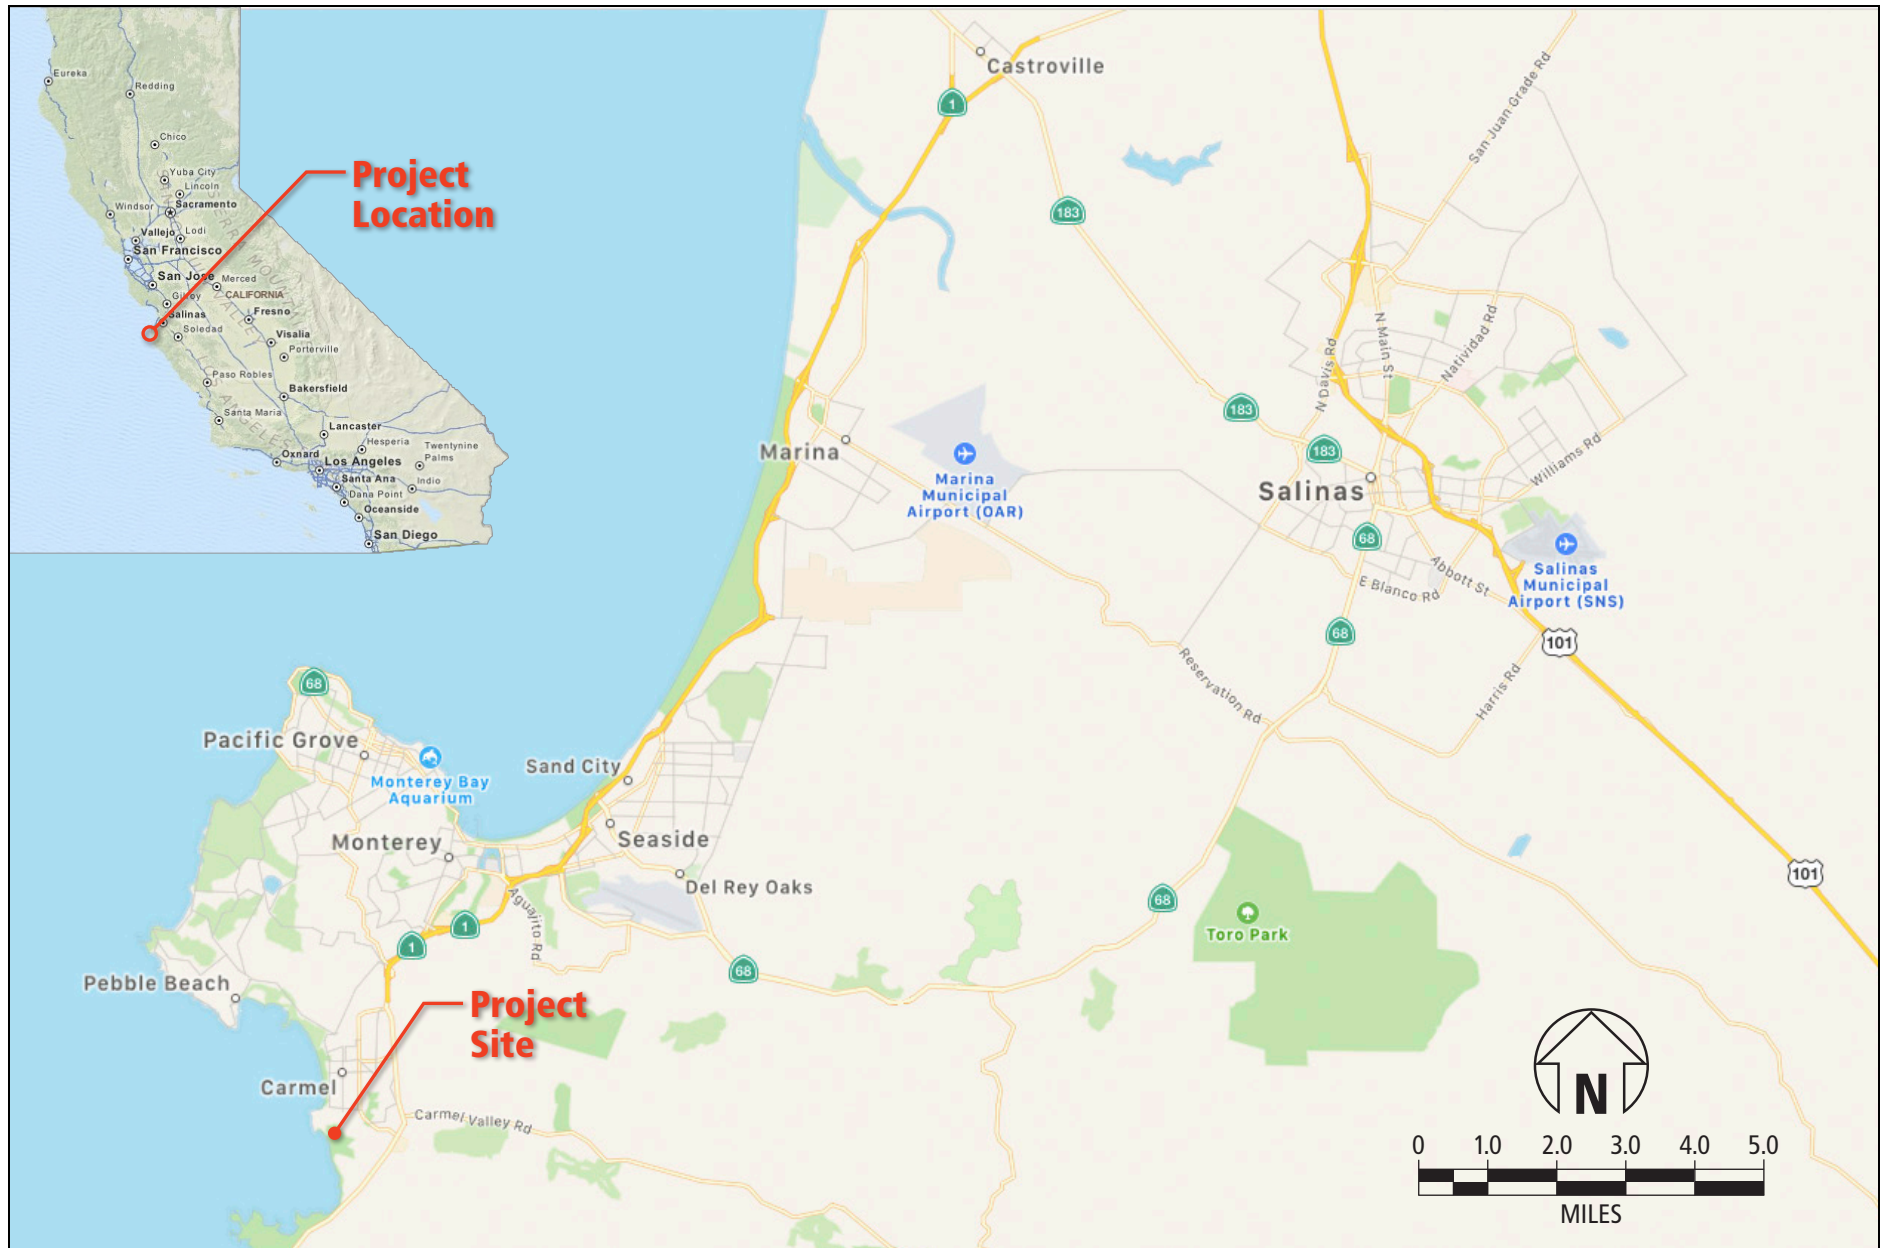 Eureka
Redding
Chico
Yuba City
Lincoln
Windsor
Sacramento
Vallejo
Lodi
San Francisco
San Jose
Merced
Gilroy
CALIFORNIA
Salinas
Fresno
Soledad
Visalia
Porterville
Paso Robles
Bakersfield
Santa Maria
Lancaster
Hesperia
Twentynine
Palms
Oxnard
Los Angeles
Santa Ana
Indio
Dana Point
Oceanside
San Diego
Project
Location
Castroville
1
183
San Juan Grade Rd
N Davis Rd
N Main St
Natividad Rd
183
183
Marina
Marina
Municipal
Airport (OAR)
Salinas
Williams Rd
68
Salinas
Municipal
Airport (SNS)
Abbott St
E Blanco Rd
68
101
Reservation Rd
Harris Rd
68
Pacific Grove
Monterey Bay
Aquarium
Sand City
Monterey
Seaside
Del Rey Oaks
Aguajito Rd
1
1
68
68
Toro Park
101
Pebble Beach
Project
Site
Carmel
Carmel Valley Rd
N
0 1.0 2.0 3.0 4.0 5.0
MILES